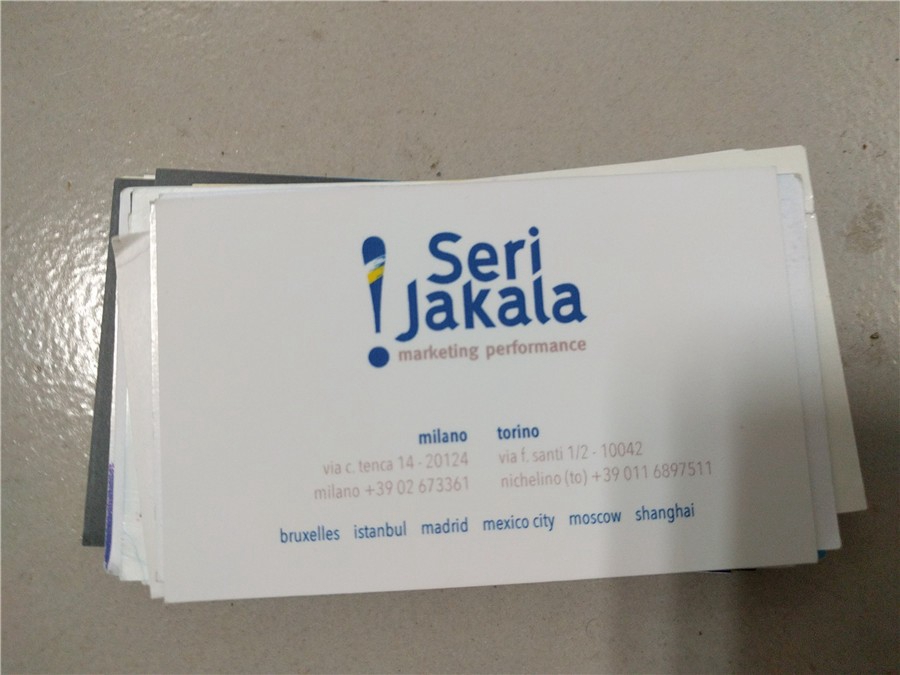 Seri
Jakala
marketing performance
milano
via c. tenca 14 - 20124
milano +39 02 673361
torino
via f. santi 1/2 - 10042
nichelino (to) +39 011 6897511
bruxelles istanbul madrid mexico city moscow shanghai